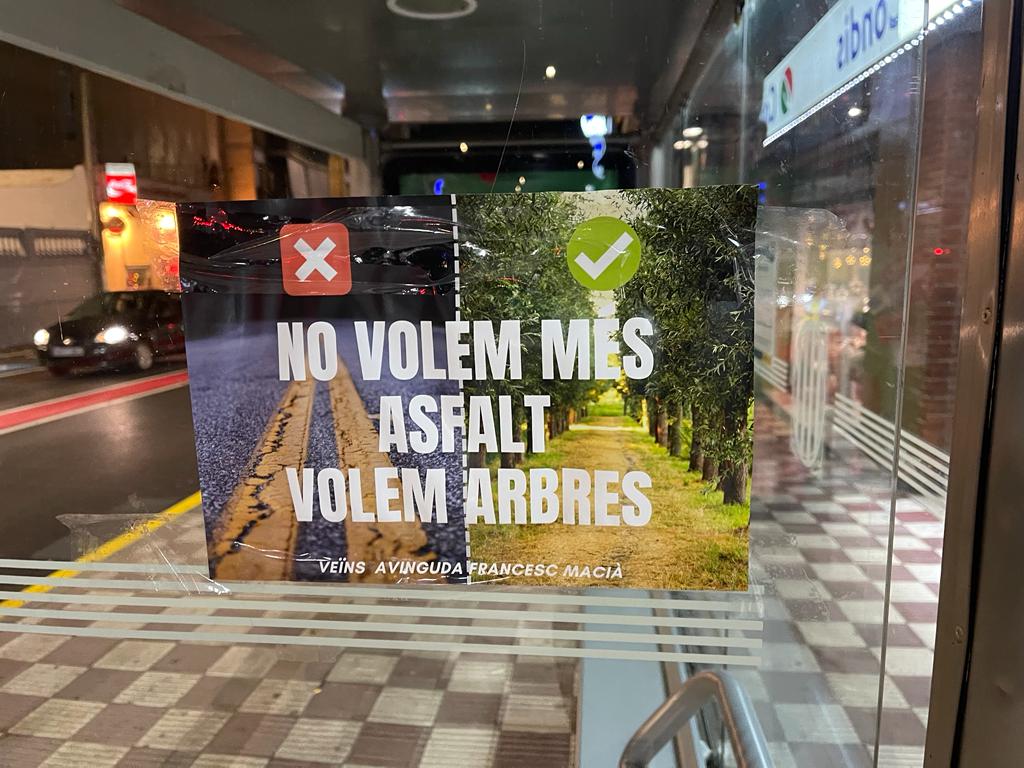 NO VOLEM MES
ASFALT
VOLEM ARBRES
VEÏNS AVINGUDA FRANCESC MACIÀ